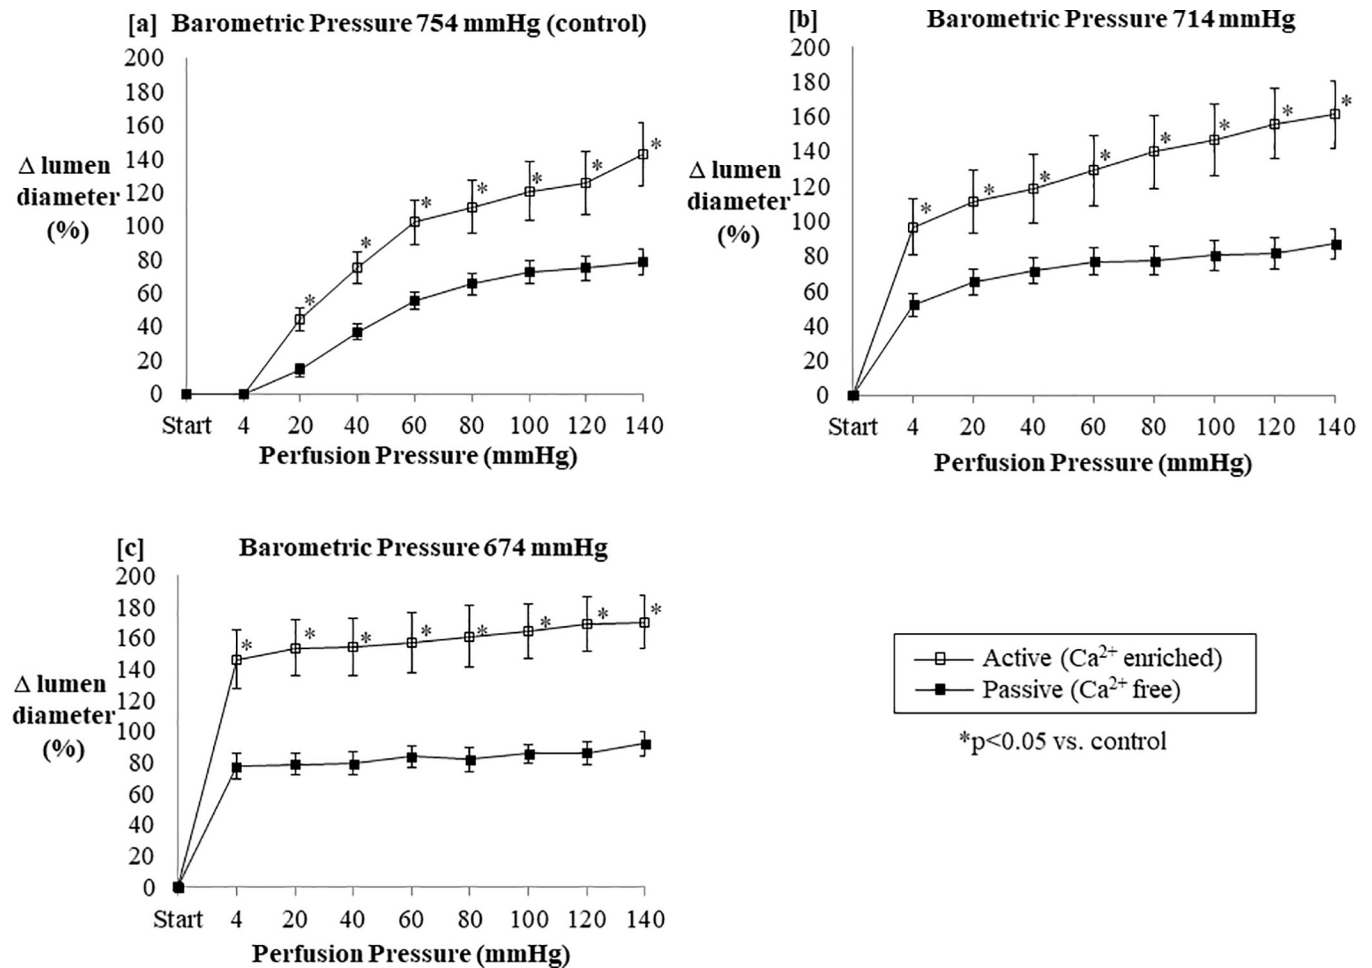 [a] Barometric Pressure 754 mmHg (control)
200
180
160
140
120
100
80
60
40
20
0
Δ lumen
diameter
(%)
* * * * * * *
Start 4 20 40 60 80 100 120 140
Perfusion Pressure (mmHg)
[b] Barometric Pressure 714 mmHg
200
180
160
140
120
100
80
60
40
20
0
Δ lumen
diameter
(%)
* * * * * * * *
Start 4 20 40 60 80 100 120 140
Perfusion Pressure (mmHg)
[c] Barometric Pressure 674 mmHg
200
180
160
140
120
100
80
60
40
20
0
Δ lumen
diameter
(%)
* * * * * * * *
Start 4 20 40 60 80 100 120 140
Perfusion Pressure (mmHg)
Active (Ca²⁺ enriched)
Passive (Ca²⁺ free)
*p<0.05 vs. control